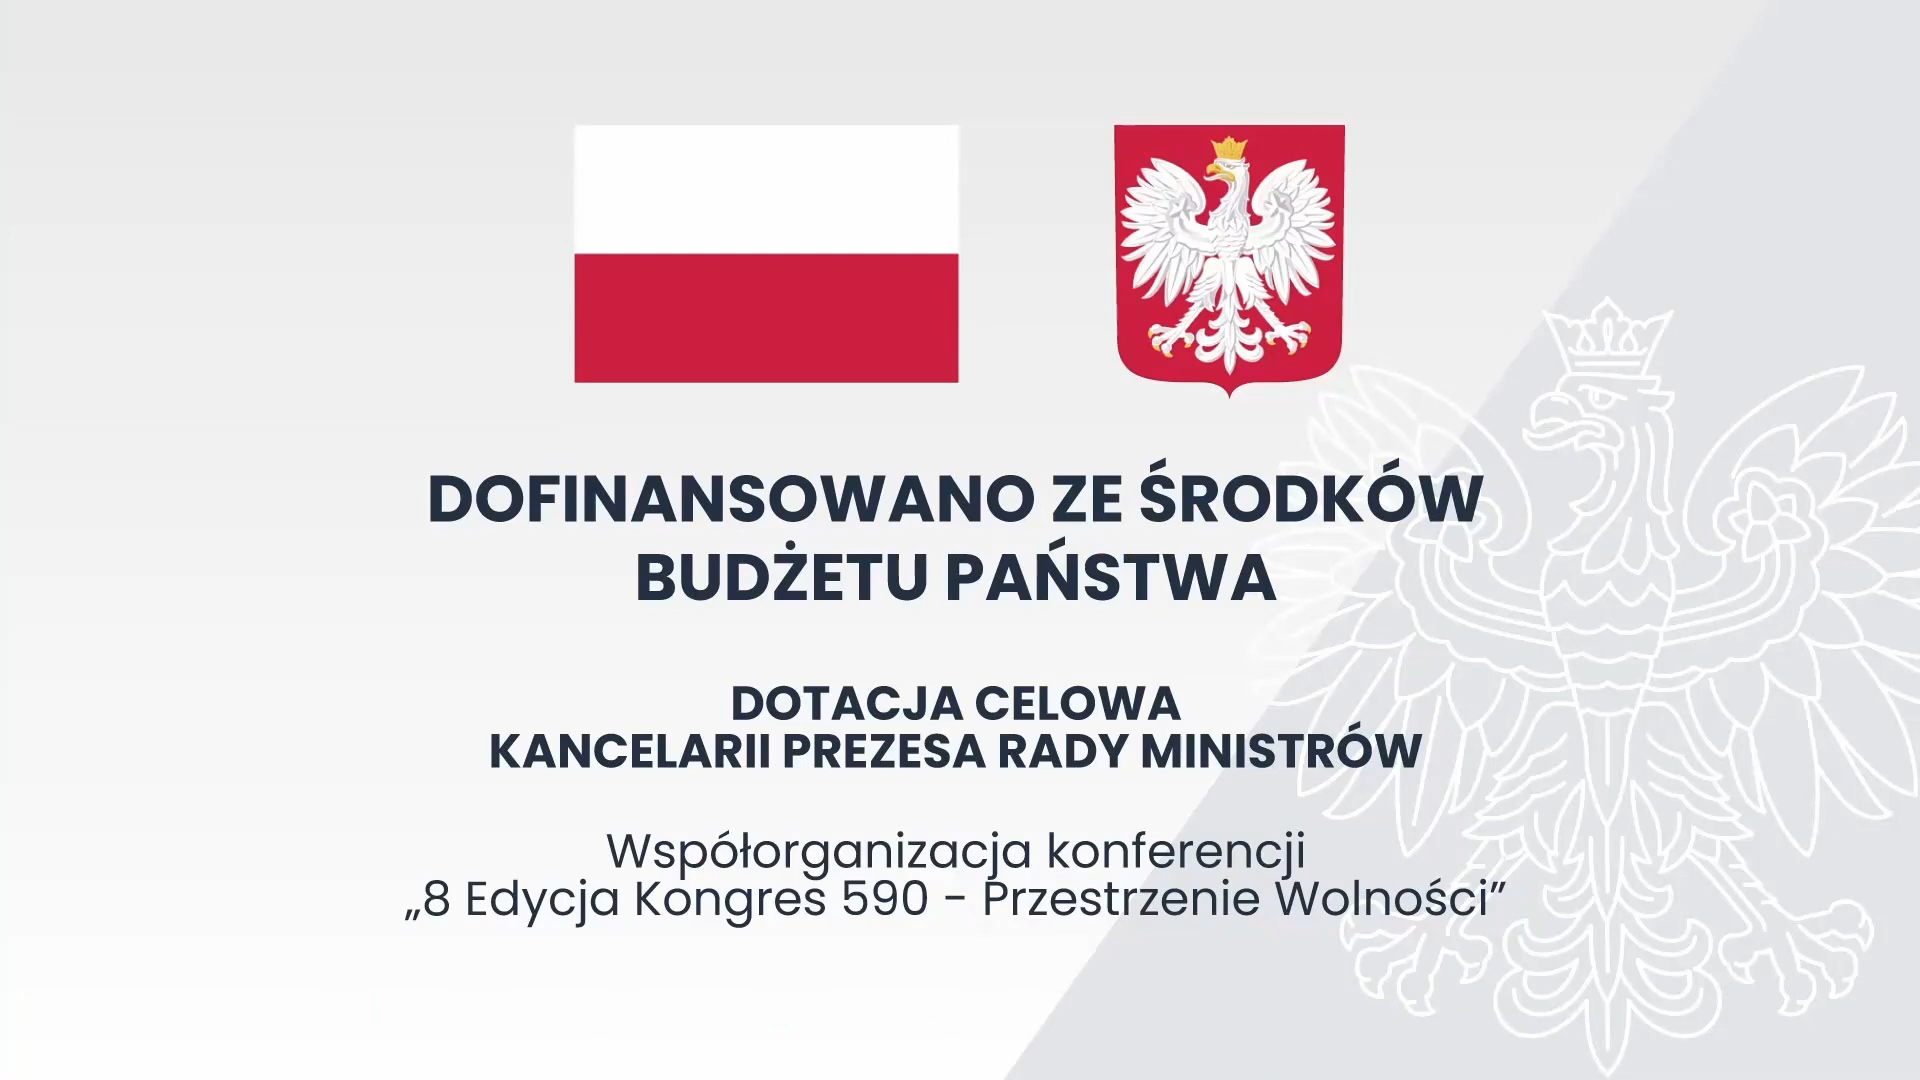 DOFINANSOWANO ZE ŚRODKÓW
BUDŻETU PAŃSTWA
DOTACJA CELOWA
KANCELARII PREZESA RADY MINISTRÓW
Współorganizacja konferencji
„8 Edycja Kongres 590 - Przestrzenie Wolności”